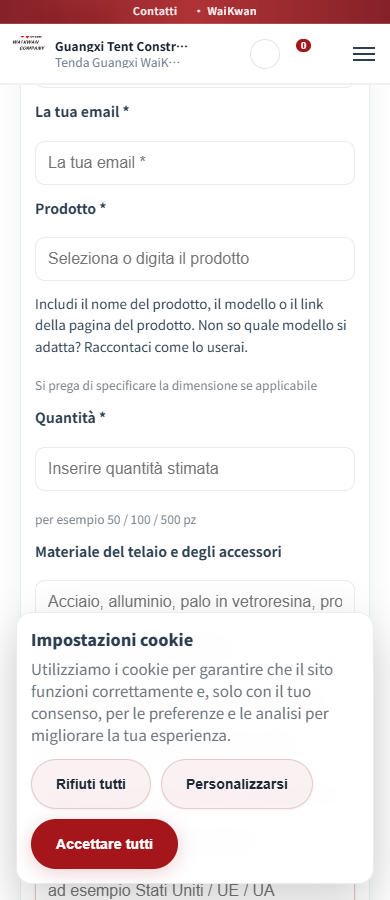 Contatti • WaiKwan
WAIKWAN
COMPANY
Guangxi Tent Constr···
Tenda Guangxi WaiK···
0
La tua email *
La tua email *
Prodotto *
Seleziona o digita il prodotto
Includi il nome del prodotto, il modello o il link
della pagina del prodotto. Non so quale modello si
adatta? Raccontaci come lo userai.
Si prega di specificare la dimensione se applicabile
Quantità *
Inserire quantità stimata
per esempio 50 / 100 / 500 pz
Materiale del telaio e degli accessori
Acciaio, alluminio, palo in vetroresina, pro
Impostazioni cookie
Utilizziamo i cookie per garantire che il sito
funzioni correttamente e, solo con il tuo
consenso, per le preferenze e le analisi per
migliorare la tua esperienza.
Rifiuti tutti
Personalizzarsi
Accettare tutti
ad esempio Stati Uniti / UE / UA